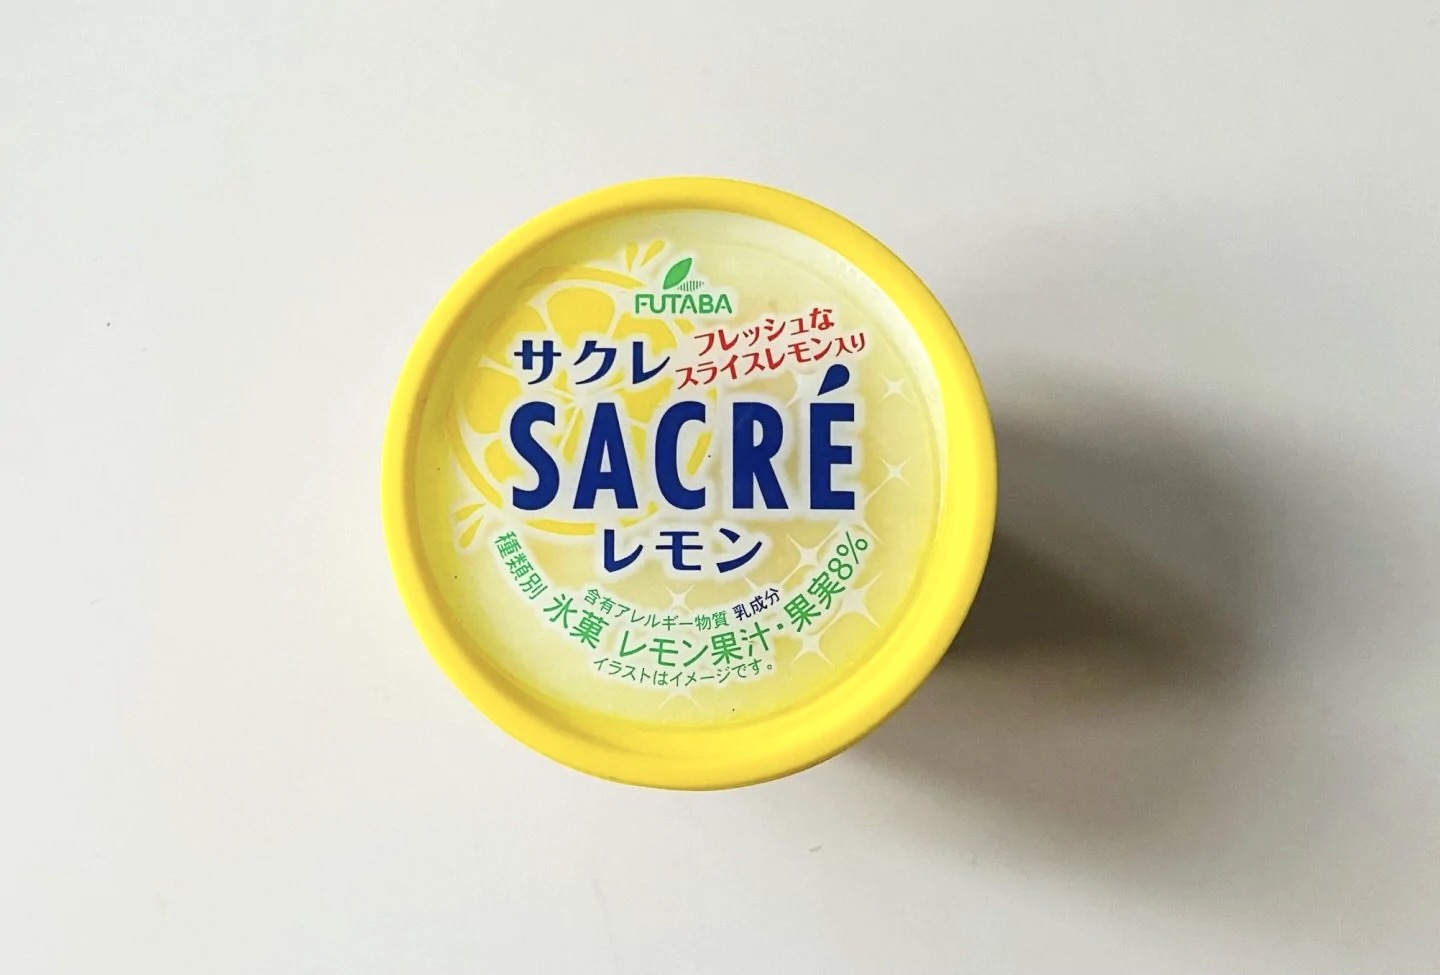 FUTABA
フレッシュな
スライスレモン入り
サクレ
SACRÉ
レモン
種類別 氷菓 レモン果汁・果実8%
含有アレルギー物質 乳成分
イラストはイメージです。